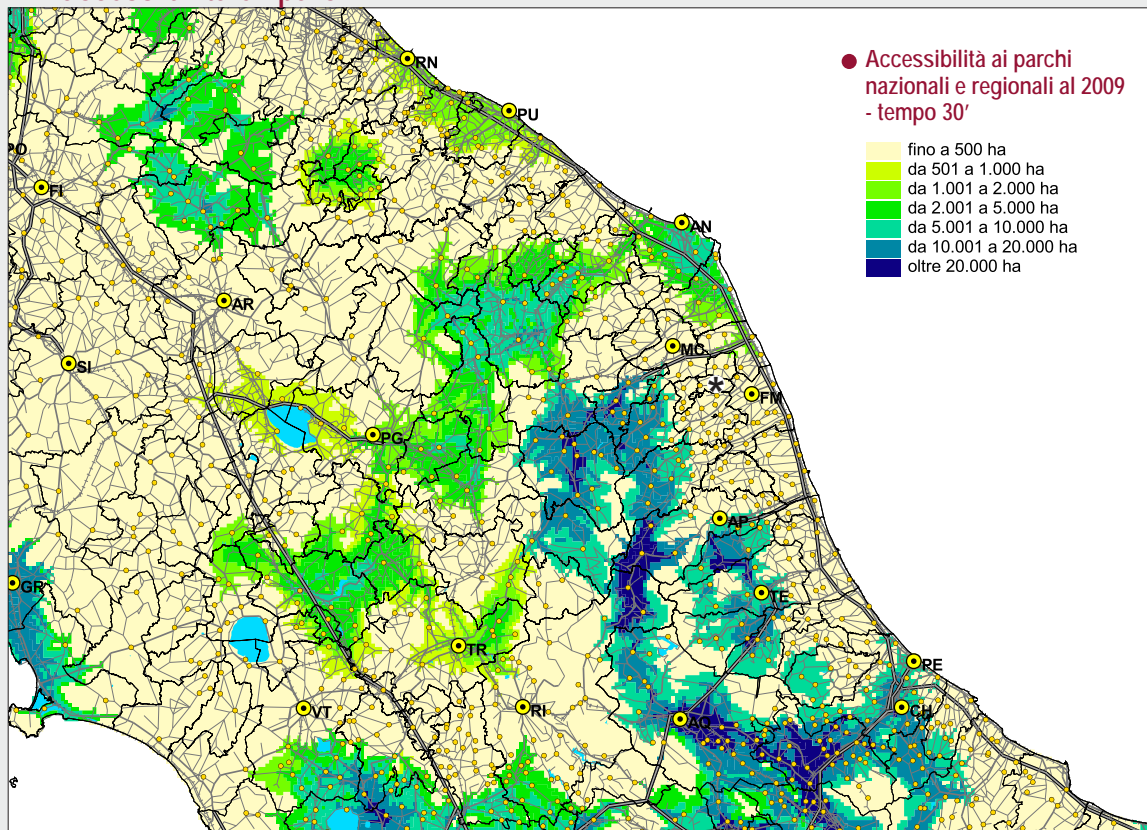 ● Accessibilità ai parchi
nazionali e regionali al 2009
- tempo 30'
fino a 500 ha
da 501 a 1.000 ha
da 1.001 a 2.000 ha
da 2.001 a 5.000 ha
da 5.001 a 10.000 ha
da 10.001 a 20.000 ha
oltre 20.000 ha
RN
PU
PO
FI
AN
AR
MC
SI
*
FM
PG
AP
GR
TE
TR
PE
VT
RI
CH
AQ